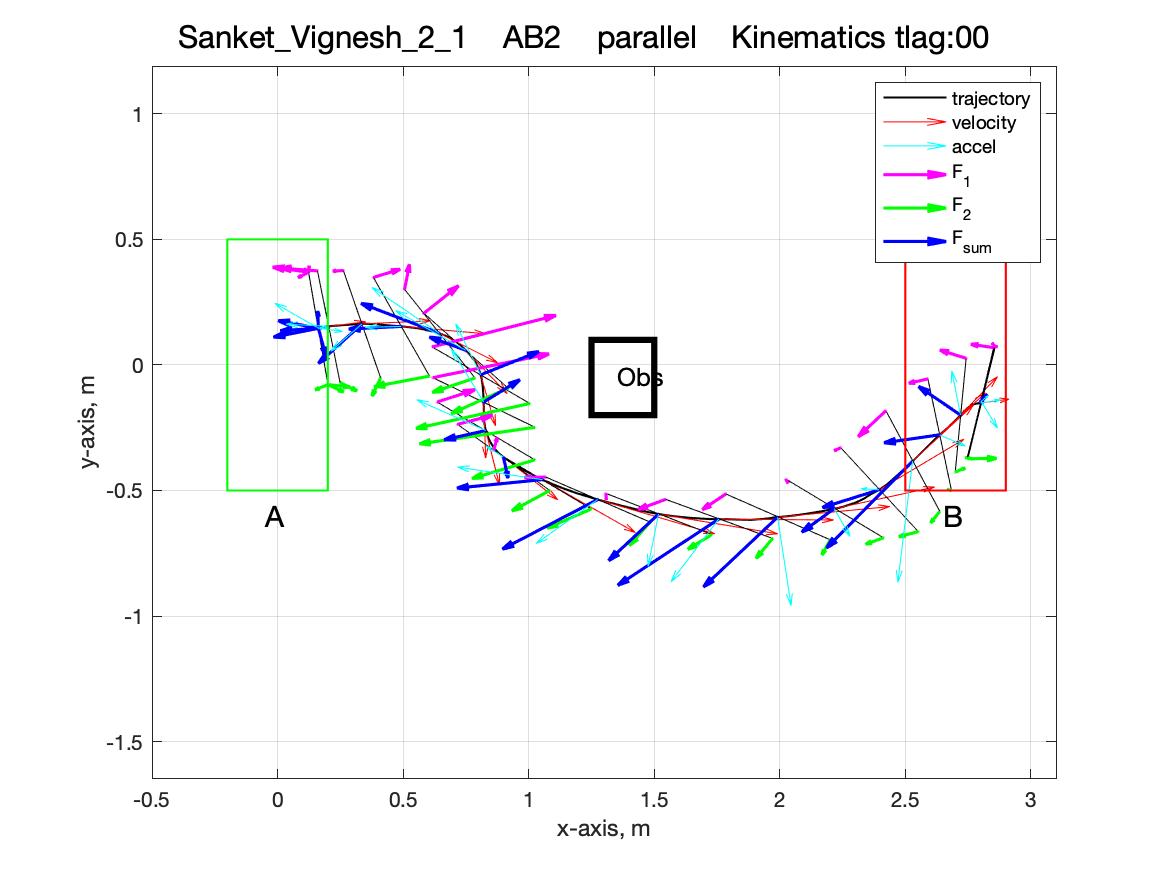 Sanket_Vignesh_2_1 AB2 parallel Kinematics tlag:00
trajectory
velocity
accel
F1
F2
Fsum
1
0.5
0
-0.5
-1
-1.5
y-axis, m
Obs
A
B
-0.5 0 0.5 1 1.5 2 2.5 3
x-axis, m